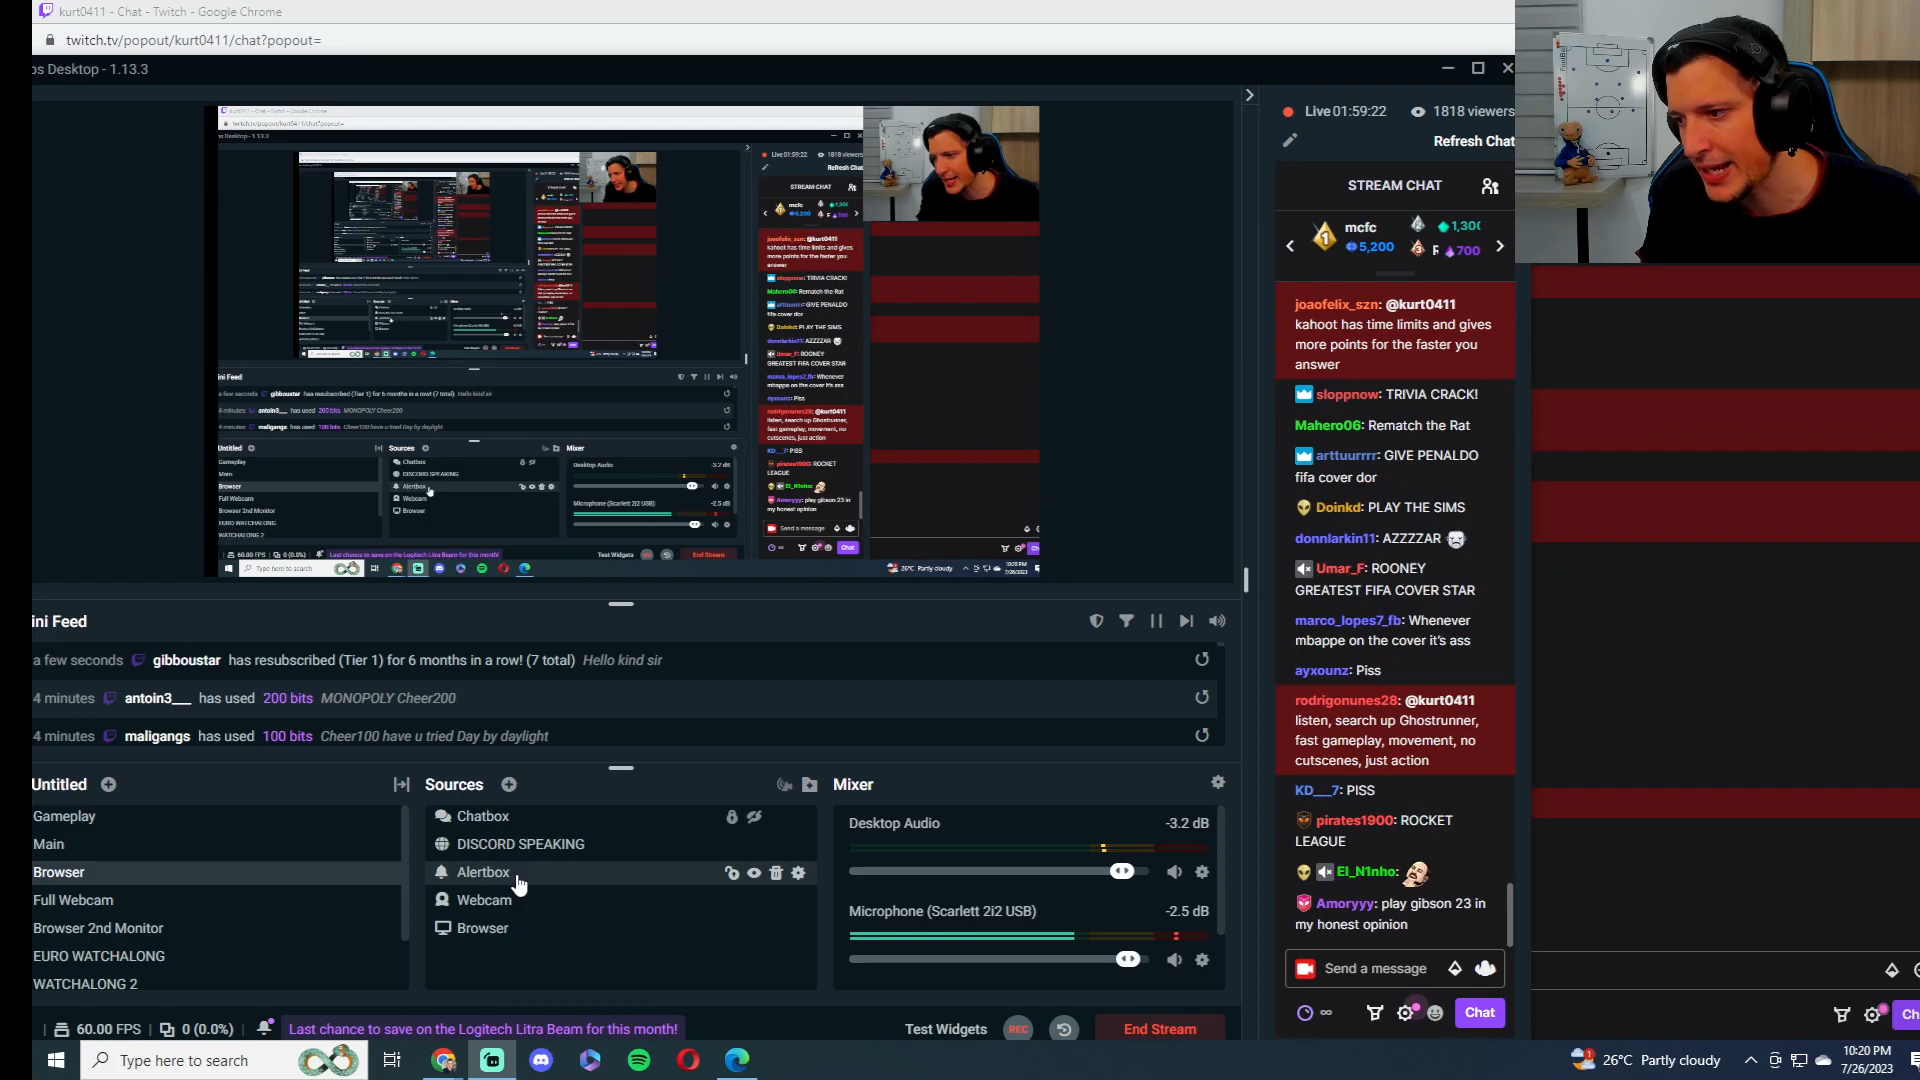 kurt0411 - Chat - Twitch - Google Chrome
twitch.tv/popout/kurt0411/chat?popout=
os Desktop - 1.13.3
Live 01:59:22 1818 viewers
Refresh Chat
STREAM CHAT
1 mcfc
5,200
2 1,300
3 700
joaofelix_szn: @kurt0411
kahoot has time limits and gives
more points for the faster you
answer
sloppnow: TRIVIA CRACK!
Mahero06: Rematch the Rat
arttuurrrr: GIVE PENALDO
fifa cover dor
Doinkd: PLAY THE SIMS
donnlarkin11: AZZZZAR
Umar_F: ROONEY
GREATEST FIFA COVER STAR
marco_lopes7_fb: Whenever
mbappe on the cover it's ass
ayxounz: Piss
rodrigonunes28: @kurt0411
listen, search up Ghostrunner,
fast gameplay, movement, no
cutscenes, just action
KD___7: PISS
pirates1900: ROCKET
LEAGUE
El_N1nho:
Amoryyy: play gibson 23 in
my honest opinion
Send a message
Chat
Ch
ini Feed
a few seconds gibboustar has resubscribed (Tier 1) for 6 months in a row! (7 total) Hello kind sir
4 minutes antoin3___ has used 200 bits MONOPOLY Cheer200
4 minutes maligangs has used 100 bits Cheer100 have u tried Day by daylight
Untitled
Gameplay
Main
Browser
Full Webcam
Browser 2nd Monitor
EURO WATCHALONG
WATCHALONG 2
Sources
Chatbox
DISCORD SPEAKING
Alertbox
Webcam
Browser
Mixer
Desktop Audio -3.2 dB
Microphone (Scarlett 2i2 USB) -2.5 dB
60.00 FPS 0 (0.0%) Last chance to save on the Logitech Litra Beam for this month!
Test Widgets REC End Stream
Type here to search
26°C Partly cloudy
10:20 PM
7/26/2023